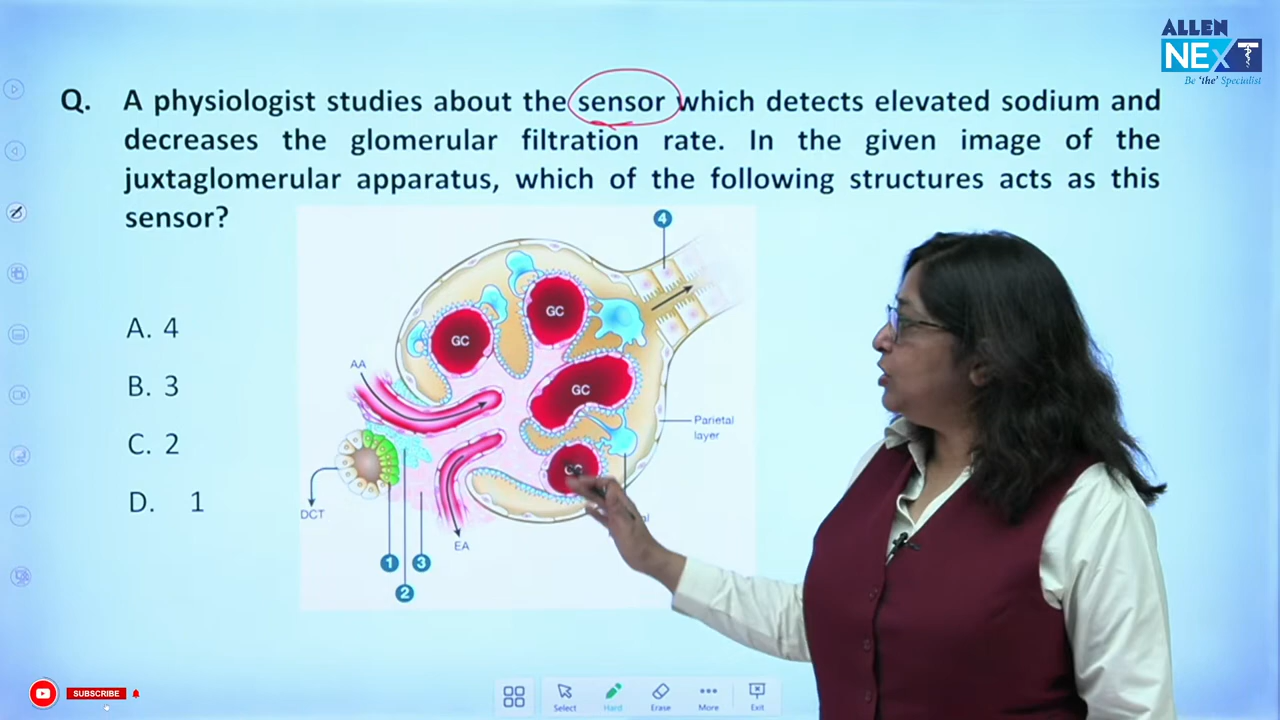 ALLEN
NEXT
Be 'the' Specialist
Q. A physiologist studies about the sensor which detects elevated sodium and
decreases the glomerular filtration rate. In the given image of the
juxtaglomerular apparatus, which of the following structures acts as this
sensor?
A. 4
B. 3
C. 2
D. 1
4
GC
GC
AA
GC
Parietal
layer
GC
DCT
EA
1
3
2
SUBSCRIBE
Select
Hard
Erase
More
Exit